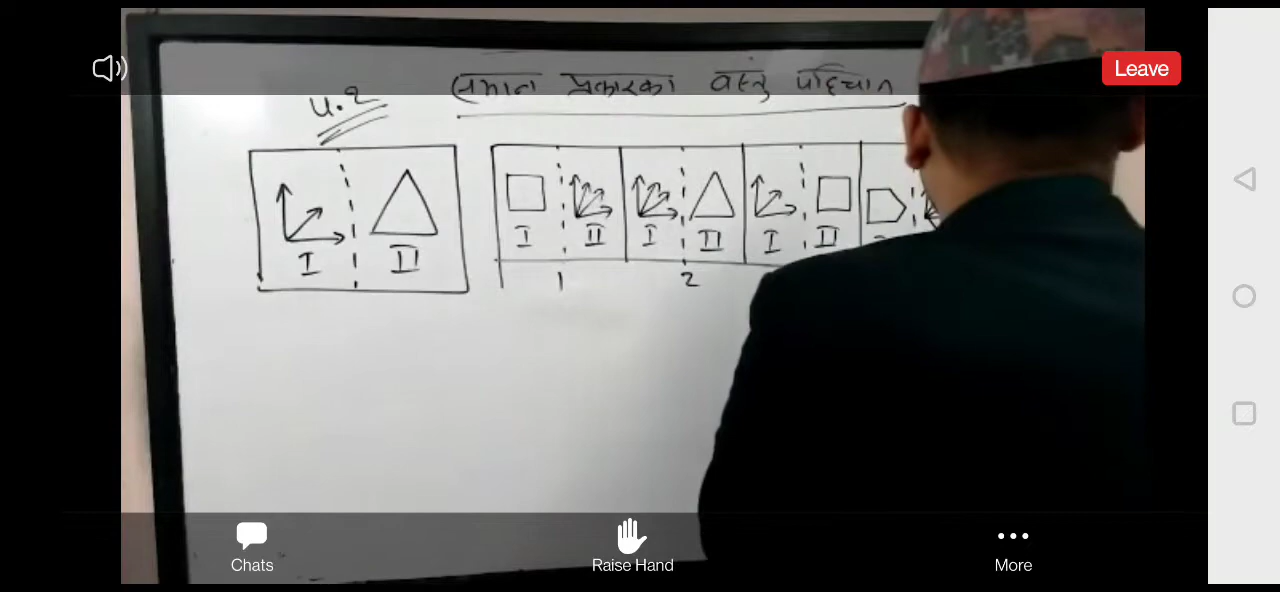 Leave
समान प्रकारका वस्तु पहिचान
प.२
I II I II I II I II
1 2
Chats Raise Hand More